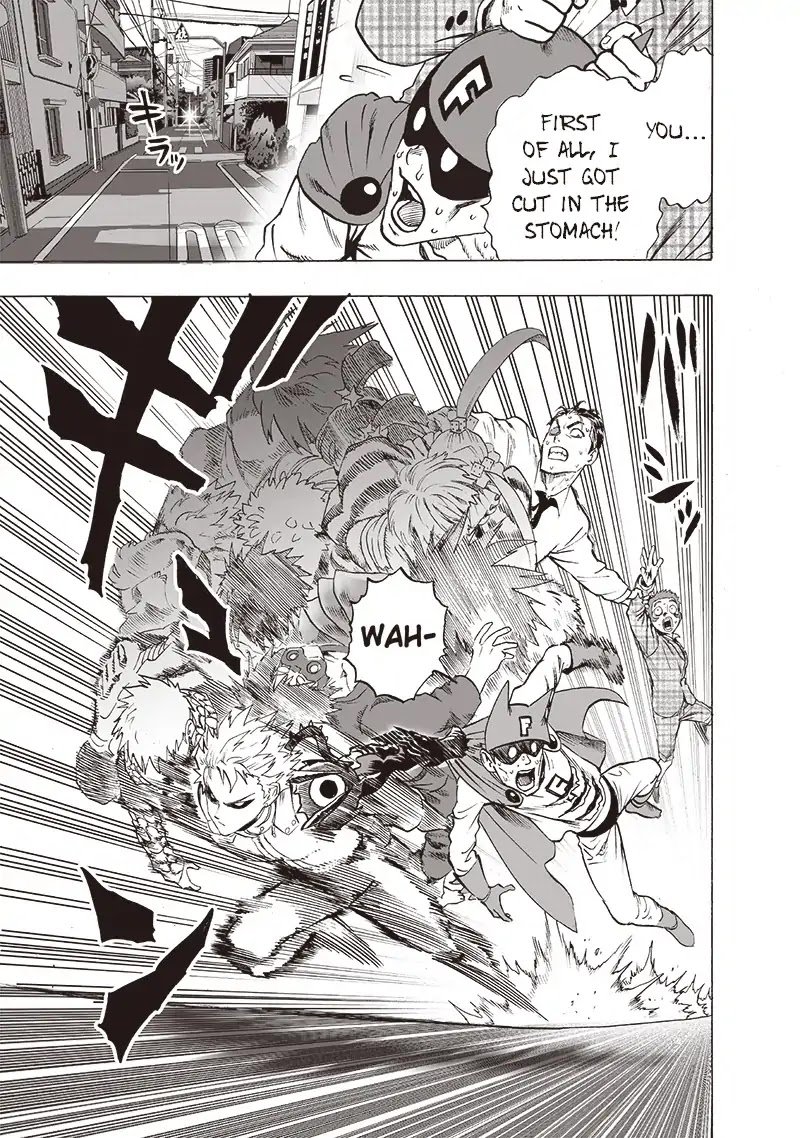 YOU...
FIRST
OF ALL, I
JUST GOT
CUT IN THE
STOMACH!
キラッ
F
WAH-
F